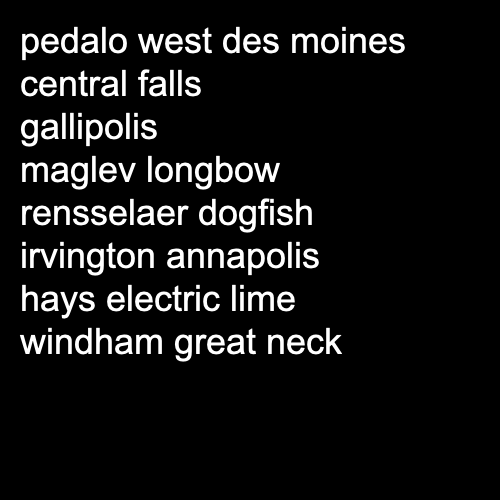 pedalo west des moines
central falls
gallipolis
maglev longbow
rensselaer dogfish
irvington annapolis
hays electric lime
windham great neck